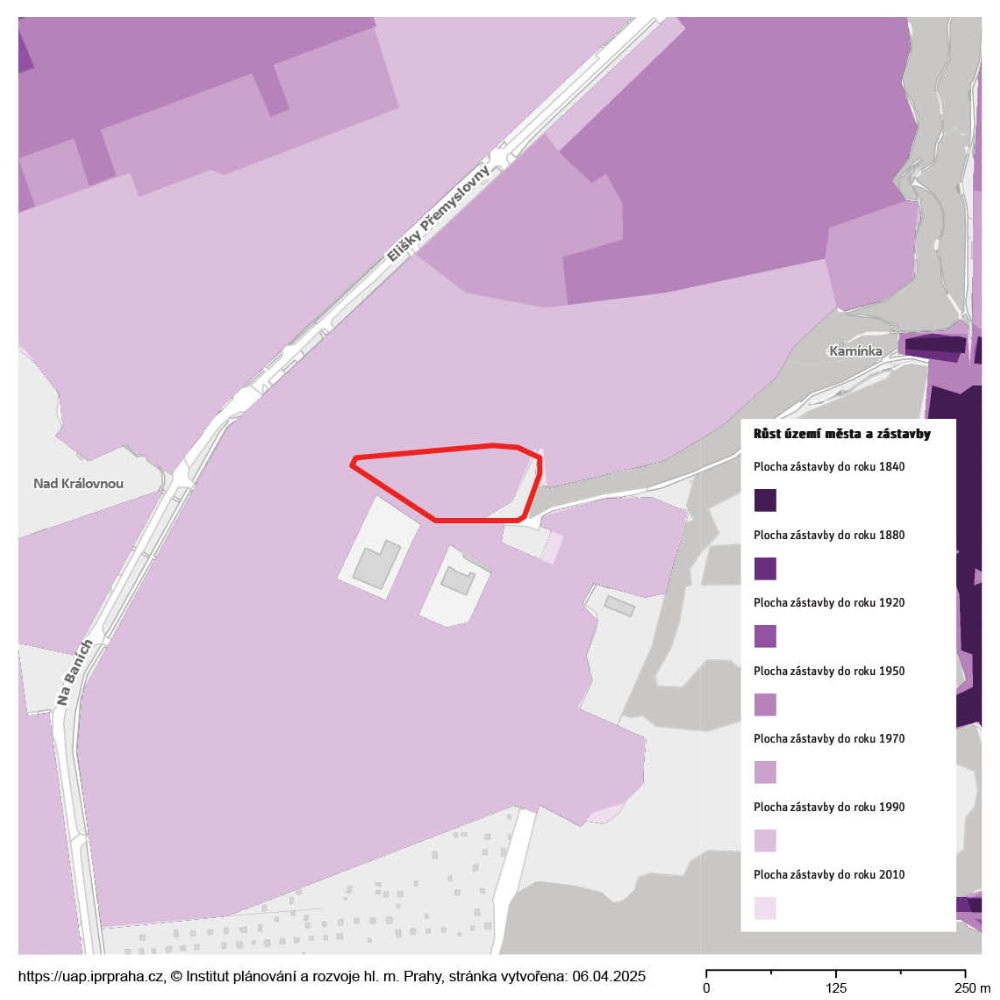 Elišky Přemyslovny
Kamínka
Nad Královnou
Na Baních
Růst území města a zástavby
Plocha zástavby do roku 1840
Plocha zástavby do roku 1880
Plocha zástavby do roku 1920
Plocha zástavby do roku 1950
Plocha zástavby do roku 1970
Plocha zástavby do roku 1990
Plocha zástavby do roku 2010
https://uap.iprpraha.cz, © Institut plánování a rozvoje hl. m. Prahy, stránka vytvořena: 06.04.2025
0 125 250 m